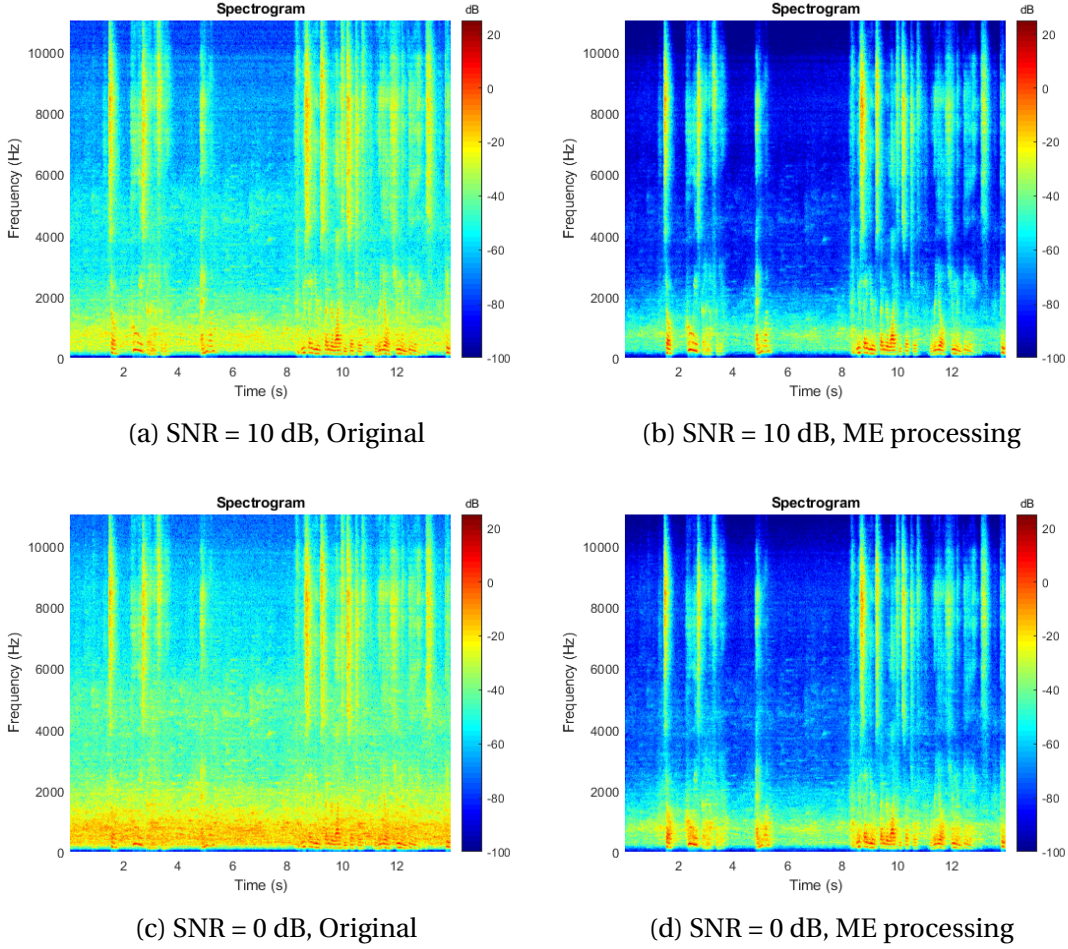 Spectrogram dB
Spectrogram dB
10000
8000
6000
4000
2000
0
Frequency (Hz)
2 4 6 8 10 12
Time (s)
20
0
-20
-40
-60
-80
-100
10000
8000
6000
4000
2000
0
Frequency (Hz)
2 4 6 8 10 12
Time (s)
20
0
-20
-40
-60
-80
-100
(a) SNR = 10 dB, Original
(b) SNR = 10 dB, ME processing
Spectrogram dB
Spectrogram dB
10000
8000
6000
4000
2000
0
Frequency (Hz)
2 4 6 8 10 12
Time (s)
20
0
-20
-40
-60
-80
-100
10000
8000
6000
4000
2000
0
Frequency (Hz)
2 4 6 8 10 12
Time (s)
20
0
-20
-40
-60
-80
-100
(c) SNR = 0 dB, Original
(d) SNR = 0 dB, ME processing